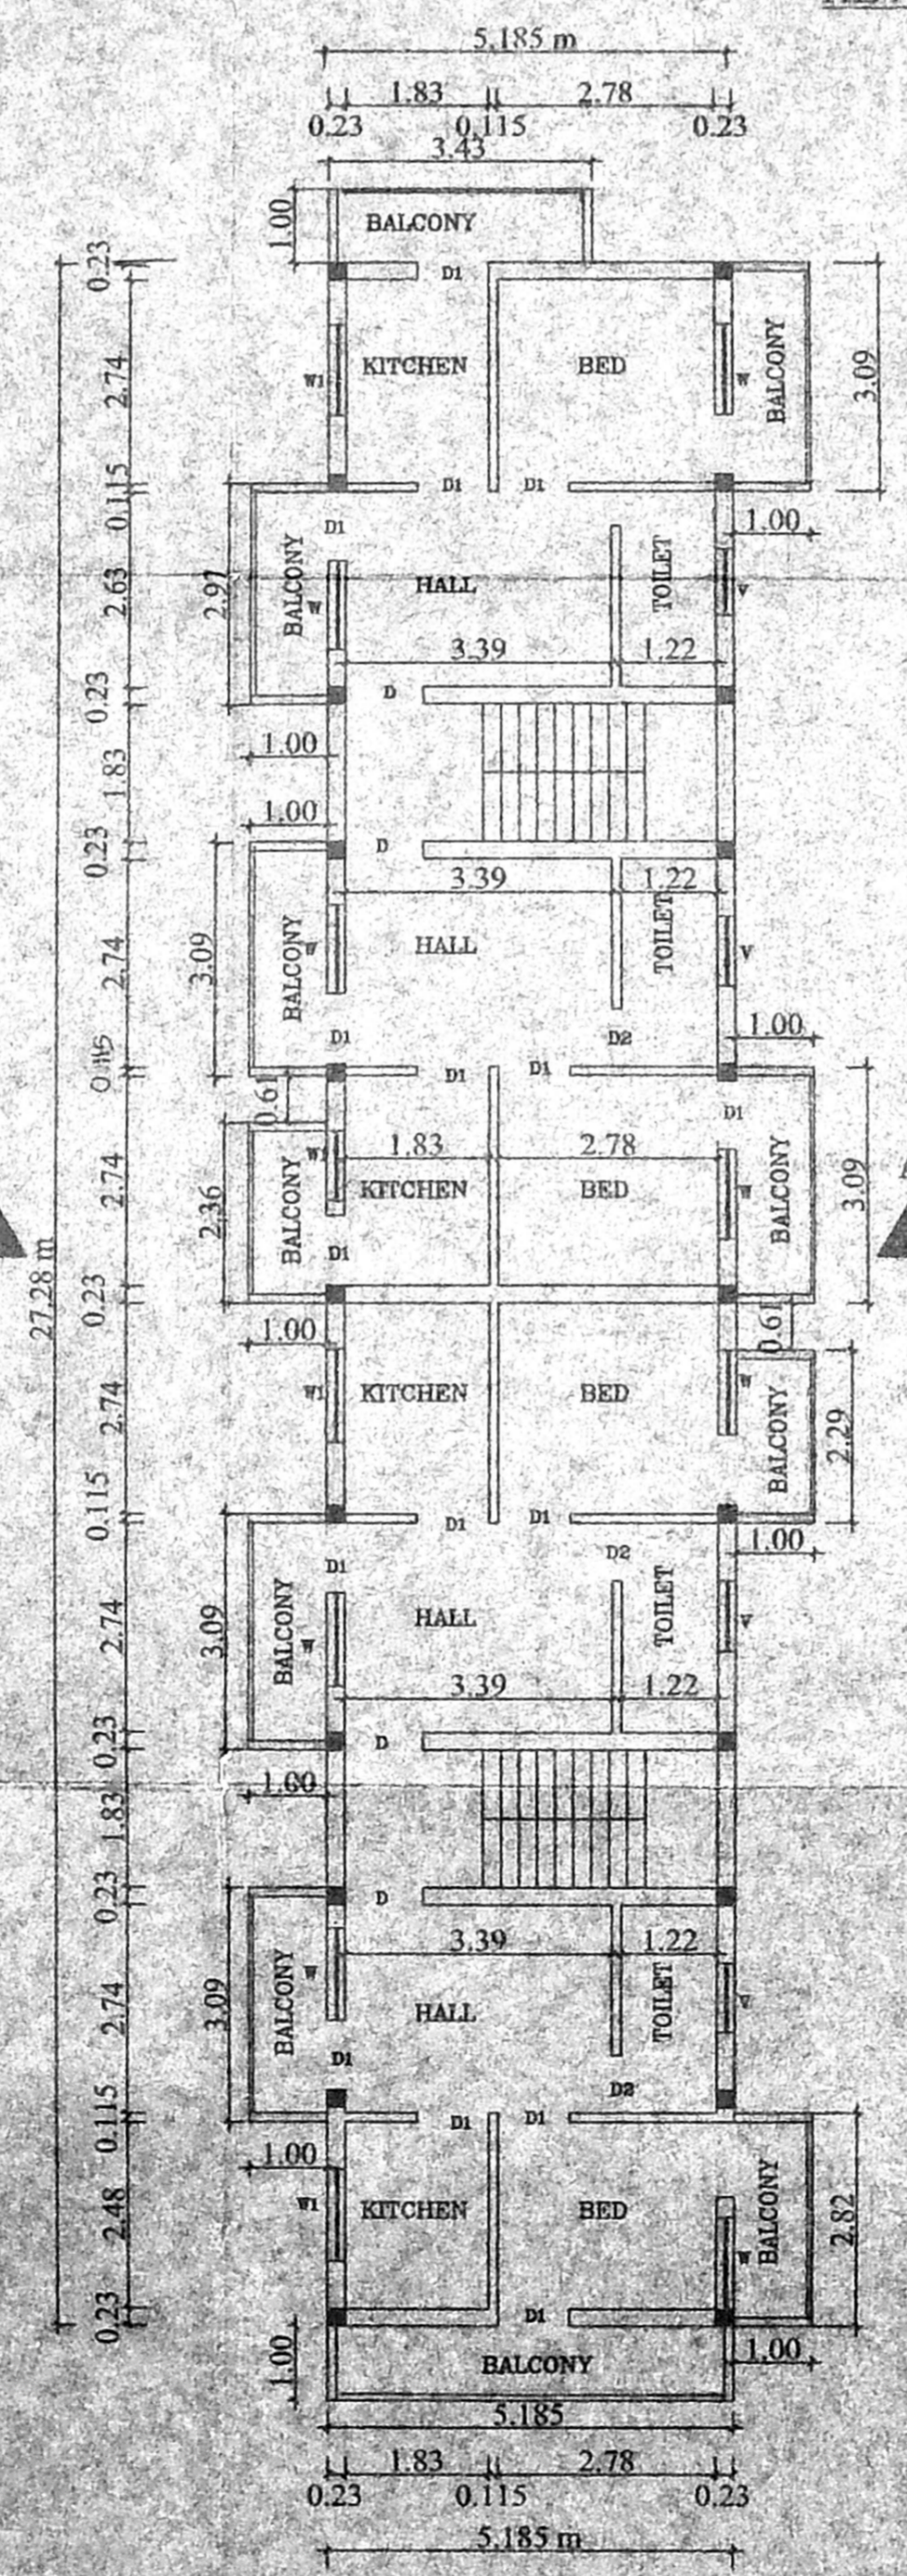 5.185 m
1.83 2.78
0.23 0.115 0.23
3.43
1.00
BALCONY
0.23
D1
2.74
W1
KITCHEN
BED
W
BALCONY
3.09
0.115
D1 D1
1.00
D1
2.63
2.97
BALCONY
W
HALL
TOILET
V
3.39 1.22
0.23
D
1.00
1.83
1.00
0.23
D
3.39 1.22
2.74
3.09
BALCONY
W
HALL
TOILET
V
1.00
D1
D2
0.115
D1 D1
0.61
D1
W1
1.83 2.78
2.74
2.36
BALCONY
KITCHEN
BED
W
BALCONY
3.09
D1
27.28 m
0.23
1.00
0.61
2.74
W1
KITCHEN
BED
W
BALCONY
2.29
0.115
D1 D1
1.00
D1
D2
2.74
3.09
BALCONY
W
HALL
TOILET
V
3.39 1.22
0.23
D
1.00
1.83
0.23
D
3.39 1.22
2.74
3.09
BALCONY
W
HALL
TOILET
V
D1
D2
0.115
D1 D1
1.00
2.48
W1
KITCHEN
BED
W
BALCONY
2.82
0.23
D1
1.00
BALCONY
1.00
5.185
1.83 2.78
0.23 0.115 0.23
5.185 m